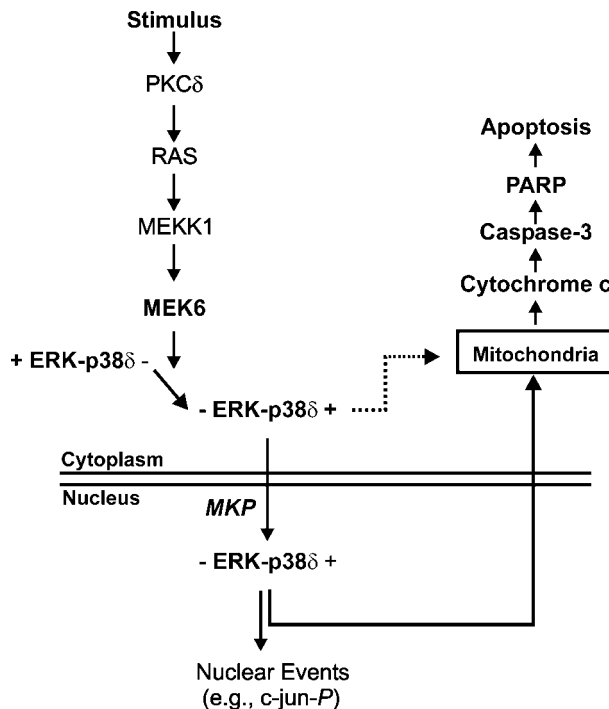 Stimulus
PKCδ
RAS
MEKK1
MEK6
+ ERK-p38δ -
- ERK-p38δ +
Apoptosis
PARP
Caspase-3
Cytochrome c
Mitochondria
Cytoplasm
Nucleus
MKP
- ERK-p38δ +
Nuclear Events
(e.g., c-jun-P)